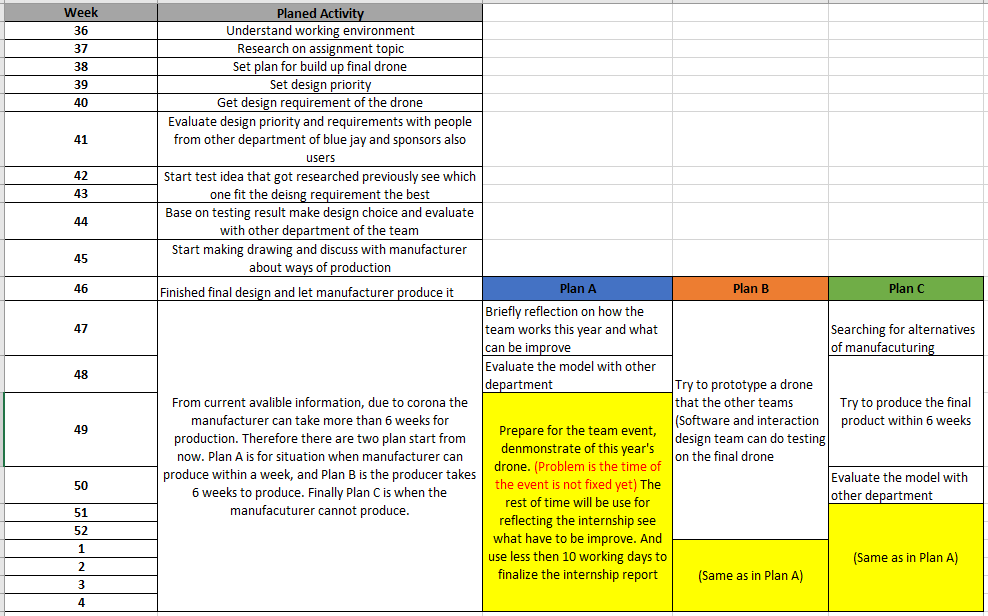 Week Planed Activity
36 Understand working environment
37 Research on assignment topic
38 Set plan for build up final drone
39 Set design priority
40 Get design requirement of the drone
41 Evaluate design priority and requirements with people
from other department of blue jay and sponsors also
users
42 Start test idea that got researched previously see which
43 one fit the deisng requirement the best
44 Base on testing result make design choice and evaluate
with other department of the team
45 Start making drawing and discuss with manufacturer
about ways of production
46 Finished final design and let manufacturer produce it
Plan A
Plan B
Plan C
47
48
49
50
51
52
1
2
3
4
From current avalible information, due to corona the
manufacturer can take more than 6 weeks for
production. Therefore there are two plan start from
now. Plan A is for situation when manufacturer can
produce within a week, and Plan B is the producer takes
6 weeks to produce. Finally Plan C is when the
manufacuturer cannot produce.
Briefly reflection on how the
team works this year and what
can be improve
Evaluate the model with other
department
Prepare for the team event,
denmonstrate of this year's
drone. (Problem is the time of
the event is not fixed yet) The
rest of time will be use for
reflecting the internship see
what have to be improve. And
use less then 10 working days to
finalize the internship report
Try to prototype a drone
that the other teams
(Software and interaction
design team can do testing
on the final drone
(Same as in Plan A)
Searching for alternatives
of manufacuturing
Try to produce the final
product within 6 weeks
Evaluate the model with
other department
(Same as in Plan A)